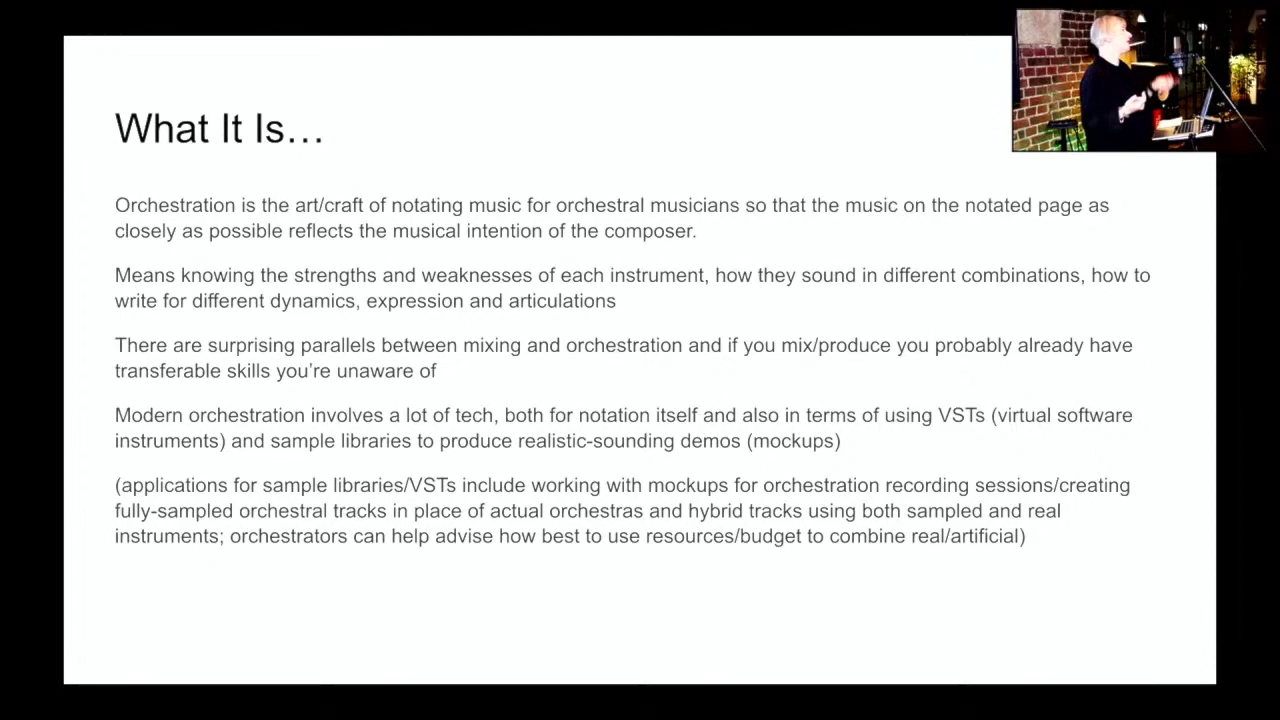 What It Is…
Orchestration is the art/craft of notating music for orchestral musicians so that the music on the notated page as
closely as possible reflects the musical intention of the composer.
Means knowing the strengths and weaknesses of each instrument, how they sound in different combinations, how to
write for different dynamics, expression and articulations
There are surprising parallels between mixing and orchestration and if you mix/produce you probably already have
transferable skills you’re unaware of
Modern orchestration involves a lot of tech, both for notation itself and also in terms of using VSTs (virtual software
instruments) and sample libraries to produce realistic-sounding demos (mockups)
(applications for sample libraries/VSTs include working with mockups for orchestration recording sessions/creating
fully-sampled orchestral tracks in place of actual orchestras and hybrid tracks using both sampled and real
instruments; orchestrators can help advise how best to use resources/budget to combine real/artificial)